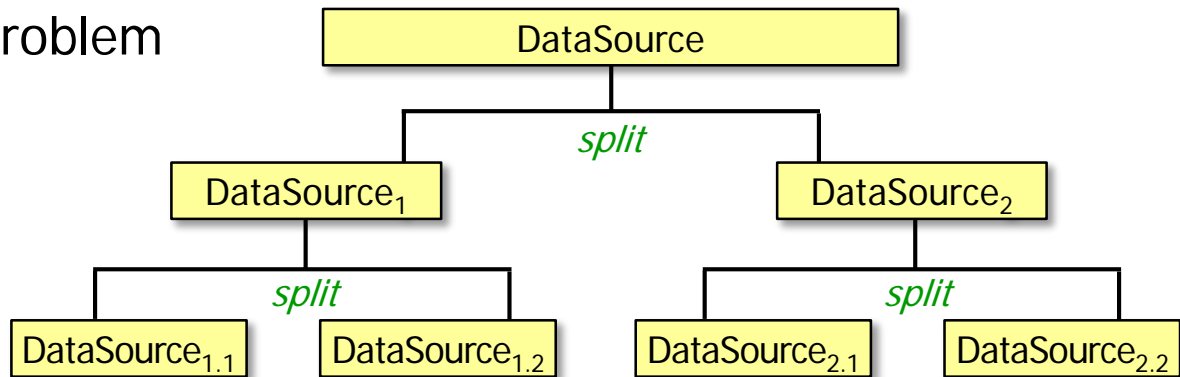 roblem
DataSource
split
DataSource₁
DataSource₂
split
split
DataSource₁.₁
DataSource₁.₂
DataSource₂.₁
DataSource₂.₂